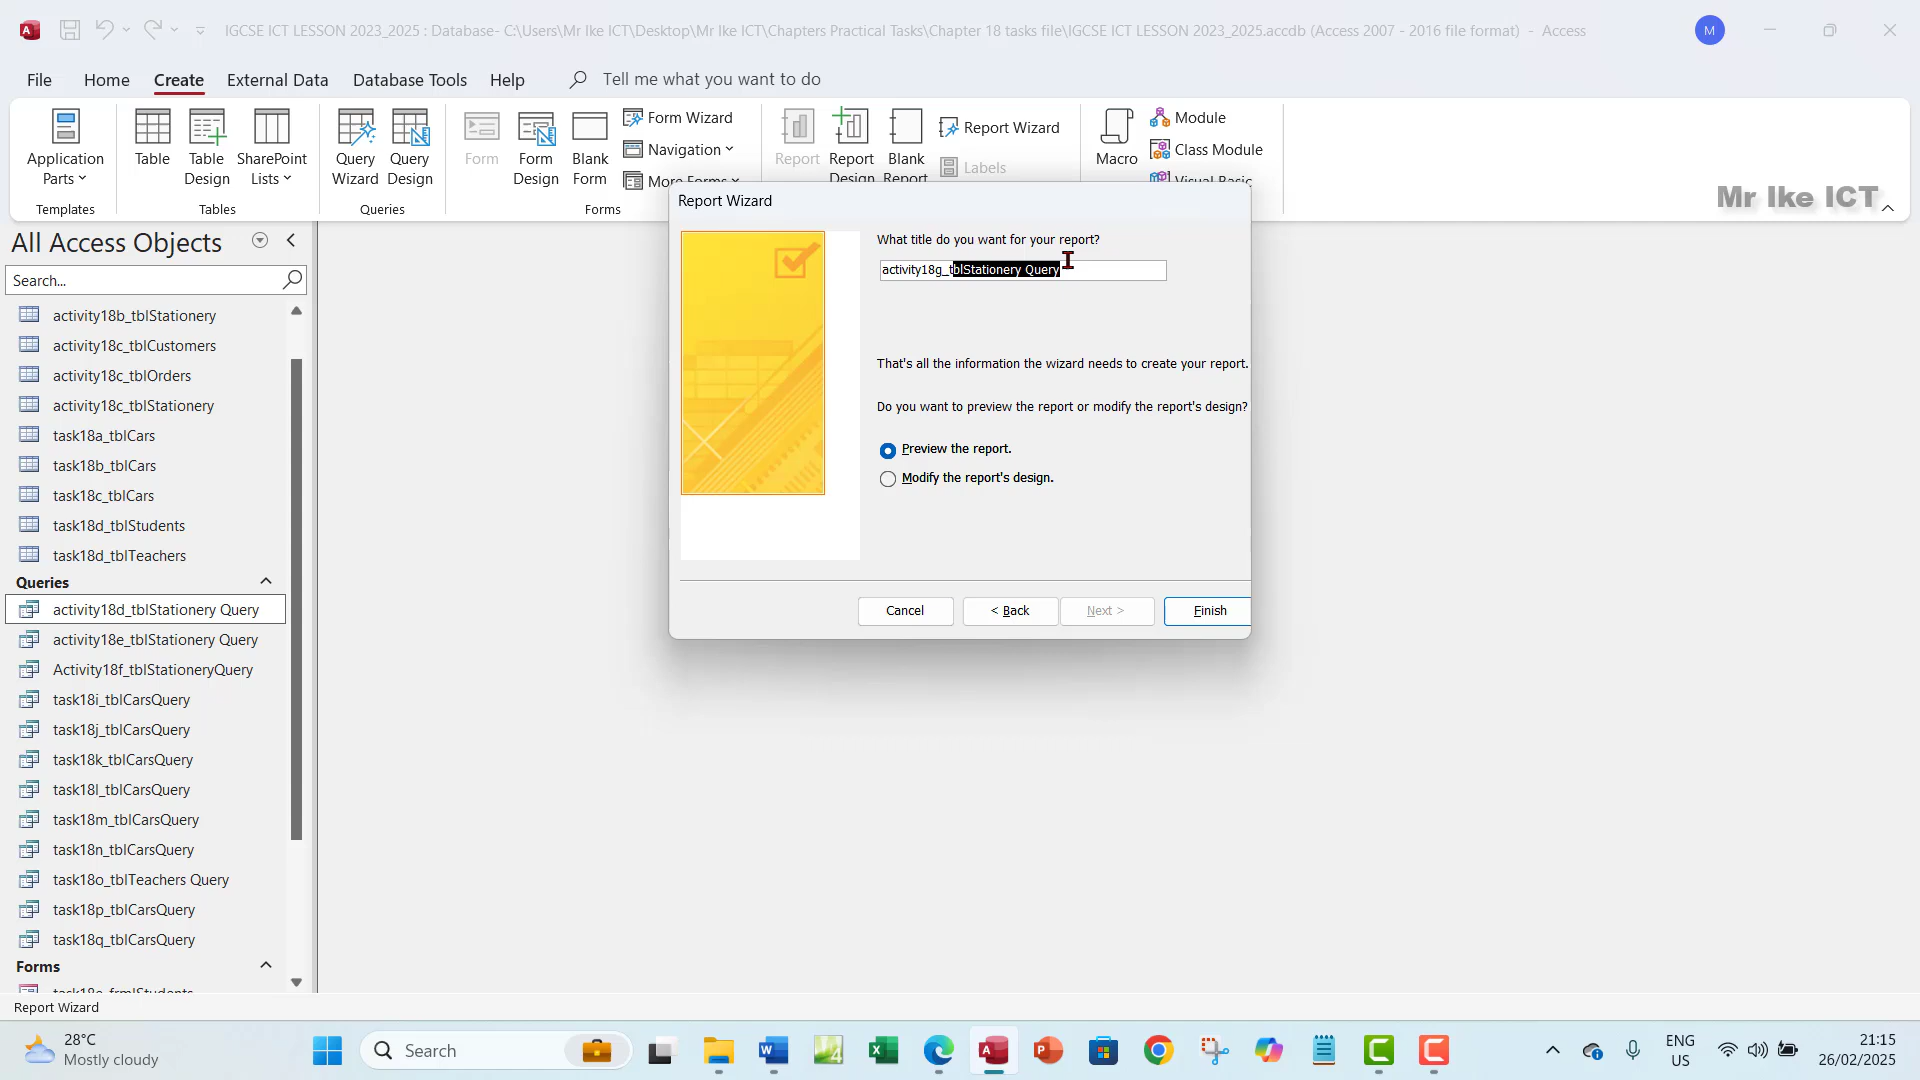 IGCSE ICT LESSON 2023_2025 : Database- C:\Users\Mr Ike ICT\Desktop\Mr Ike ICT\Chapters Practical Tasks\Chapter 18 tasks file\IGCSE ICT LESSON 2023_2025.accdb (Access 2007 - 2016 file format) - Access
M
File Home Create External Data Database Tools Help Tell me what you want to do
Application Parts
Table
Table Design
SharePoint Lists
Query Wizard
Query Design
Form
Form Design
Blank Form
Form Wizard
Navigation
More Forms
Report
Report Design
Blank Report
Report Wizard
Labels
Macro
Module
Class Module
Visual Basic
Templates Tables Queries Forms
Mr Ike ICT
All Access Objects
Search...
activity18b_tblStationery
activity18c_tblCustomers
activity18c_tblOrders
activity18c_tblStationery
task18a_tblCars
task18b_tblCars
task18c_tblCars
task18d_tblStudents
task18d_tblTeachers
Queries
activity18d_tblStationery Query
activity18e_tblStationery Query
Activity18f_tblStationeryQuery
task18i_tblCarsQuery
task18j_tblCarsQuery
task18k_tblCarsQuery
task18l_tblCarsQuery
task18m_tblCarsQuery
task18n_tblCarsQuery
task18o_tblTeachers Query
task18p_tblCarsQuery
task18q_tblCarsQuery
Forms
Report Wizard
What title do you want for your report?
activity18g_tblStationery Query
That's all the information the wizard needs to create your report.
Do you want to preview the report or modify the report's design?
Preview the report.
Modify the report's design.
Cancel < Back Next > Finish
Report Wizard
28°C
Mostly cloudy
Search
ENG
US
21:15
26/02/2025